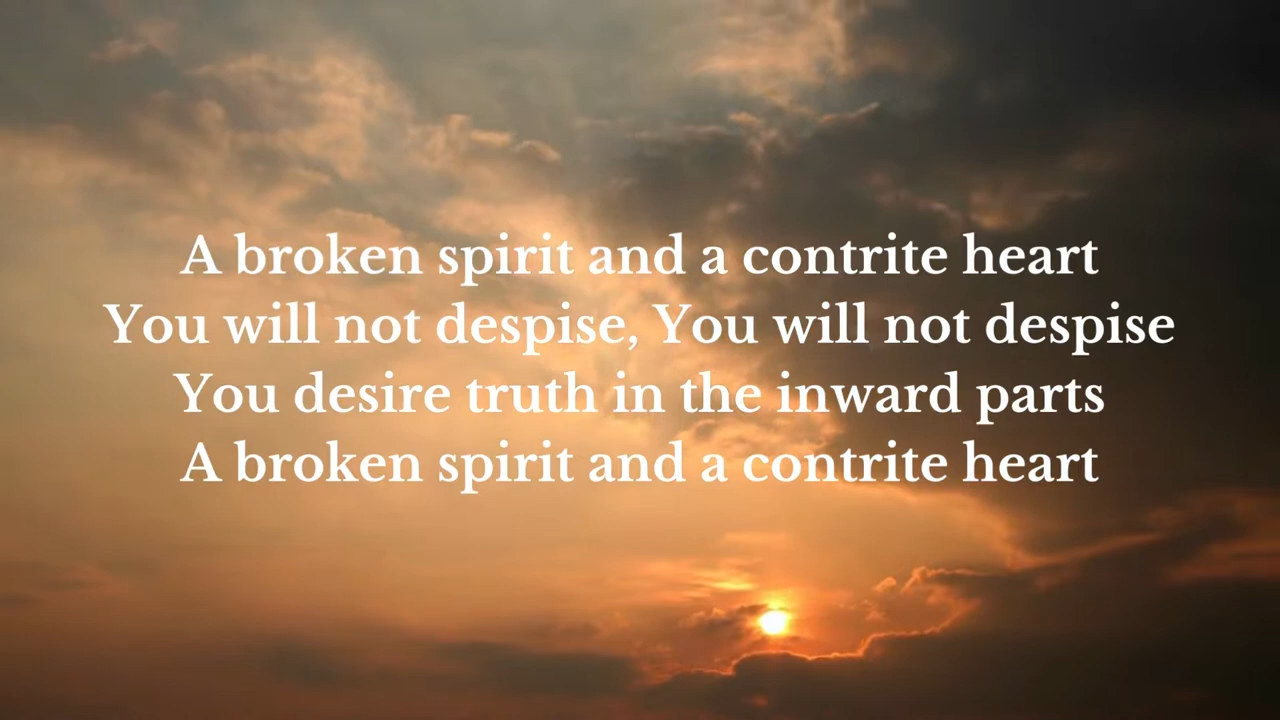 A broken spirit and a contrite heart
You will not despise, You will not despise
You desire truth in the inward parts
A broken spirit and a contrite heart